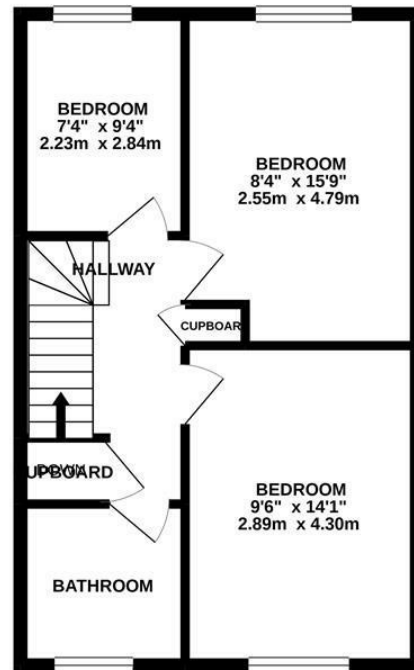 BEDROOM
7'4" x 9'4"
2.23m x 2.84m
BEDROOM
8'4" x 15'9"
2.55m x 4.79m
HALLWAY
CUPBOAR
DOWN
UPBOARD
BEDROOM
9'6" x 14'1"
2.89m x 4.30m
BATHROOM